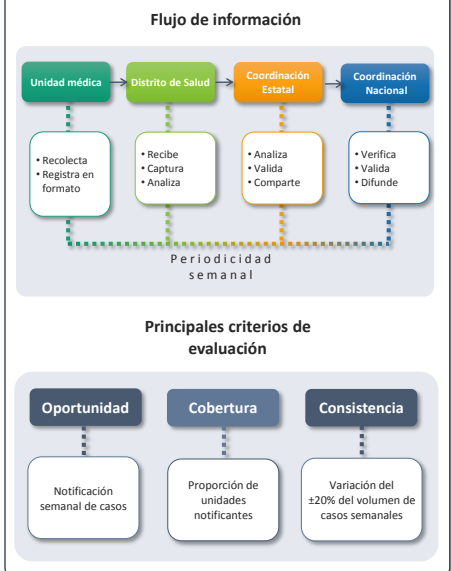 Flujo de información
Unidad médica
Distrito de Salud
Coordinación
Estatal
Coordinación
Nacional
• Recolecta
• Registra en
formato
• Recibe
• Captura
• Analiza
• Analiza
• Valida
• Comparte
• Verifica
• Valida
• Difunde
Periodicidad
semanal
Principales criterios de
evaluación
Oportunidad
Cobertura
Consistencia
Notificación
semanal de casos
Proporción de
unidades
notificantes
Variación del
±20% del volumen de
casos semanales